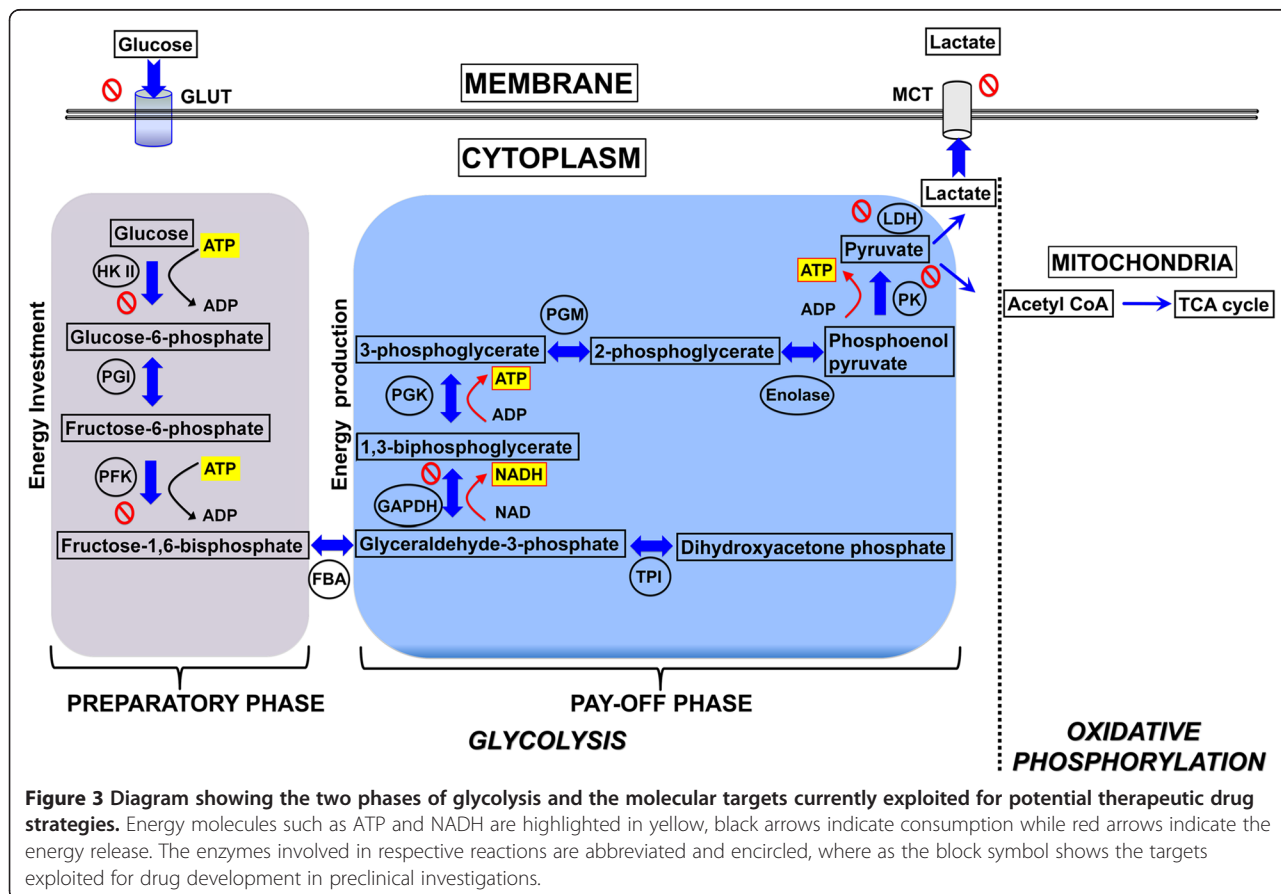 Glucose
GLUT
MEMBRANE
Lactate
MCT
CYTOPLASM
Lactate
Energy Investment
Glucose
ATP
HK II
ADP
Glucose-6-phosphate
PGI
Fructose-6-phosphate
PFK
ATP
ADP
Fructose-1,6-bisphosphate
FBA
Energy production
LDH
Pyruvate
ATP
ADP
PK
PGM
3-phosphoglycerate
2-phosphoglycerate
Phosphoenol
pyruvate
Enolase
PGK
ATP
ADP
1,3-biphosphoglycerate
NADH
GAPDH
NAD
Glyceraldehyde-3-phosphate
TPI
Dihydroxyacetone phosphate
MITOCHONDRIA
Acetyl CoA
TCA cycle
PREPARATORY PHASE
PAY-OFF PHASE
GLYCOLYSIS
OXIDATIVE
PHOSPHORYLATION
Figure 3 Diagram showing the two phases of glycolysis and the molecular targets currently exploited for potential therapeutic drug
strategies. Energy molecules such as ATP and NADH are highlighted in yellow, black arrows indicate consumption while red arrows indicate the
energy release. The enzymes involved in respective reactions are abbreviated and encircled, where as the block symbol shows the targets
exploited for drug development in preclinical investigations.